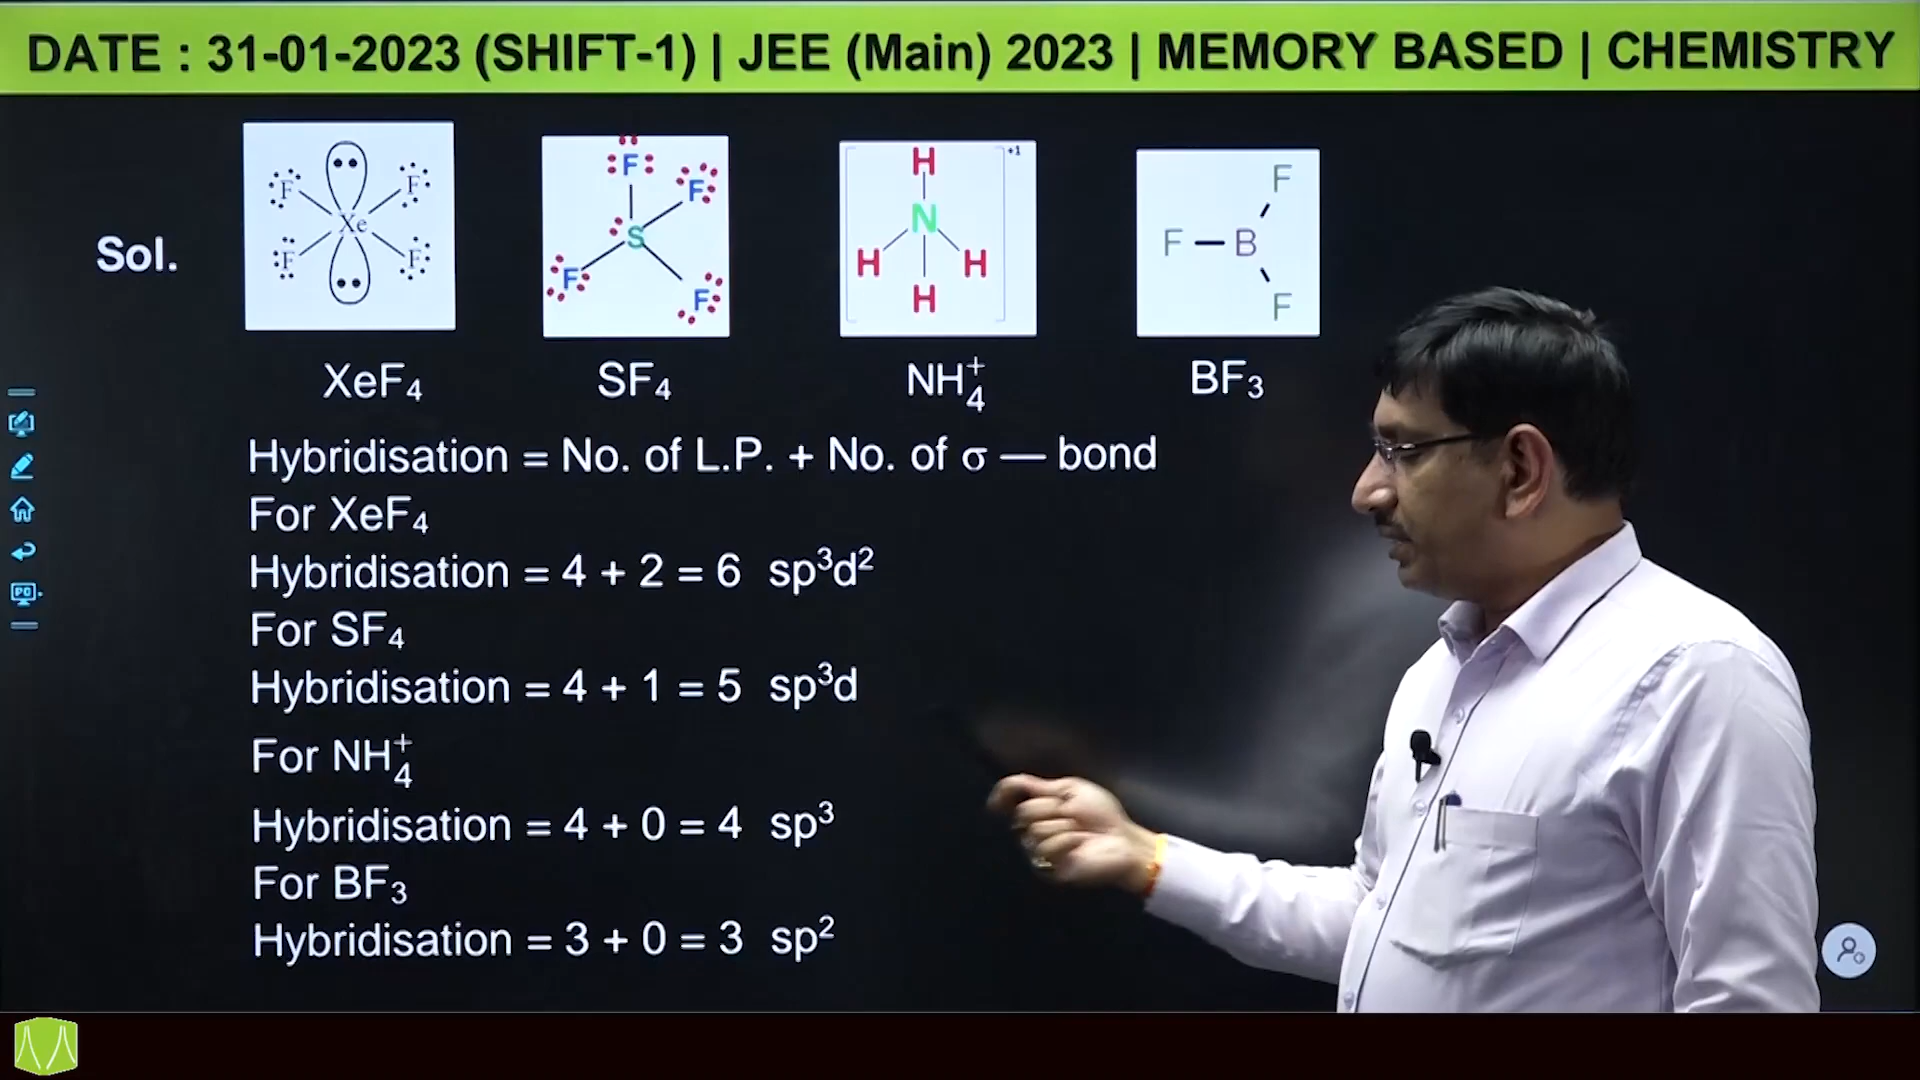 DATE : 31-01-2023 (SHIFT-1) | JEE (Main) 2023 | MEMORY BASED | CHEMISTRY
Sol.
F F Xe F F
F F S F F
H N H H H +1
F F B F
XeF₄ SF₄ NH₄⁺ BF₃
Hybridisation = No. of L.P. + No. of σ — bond
For XeF₄
Hybridisation = 4 + 2 = 6 sp³d²
For SF₄
Hybridisation = 4 + 1 = 5 sp³d
For NH₄⁺
Hybridisation = 4 + 0 = 4 sp³
For BF₃
Hybridisation = 3 + 0 = 3 sp²